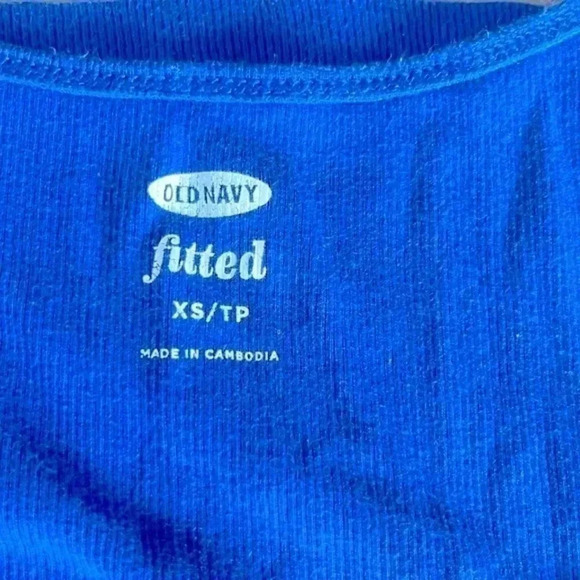 OLD NAVY
fitted
XS/TP
MADE IN CAMBODIA